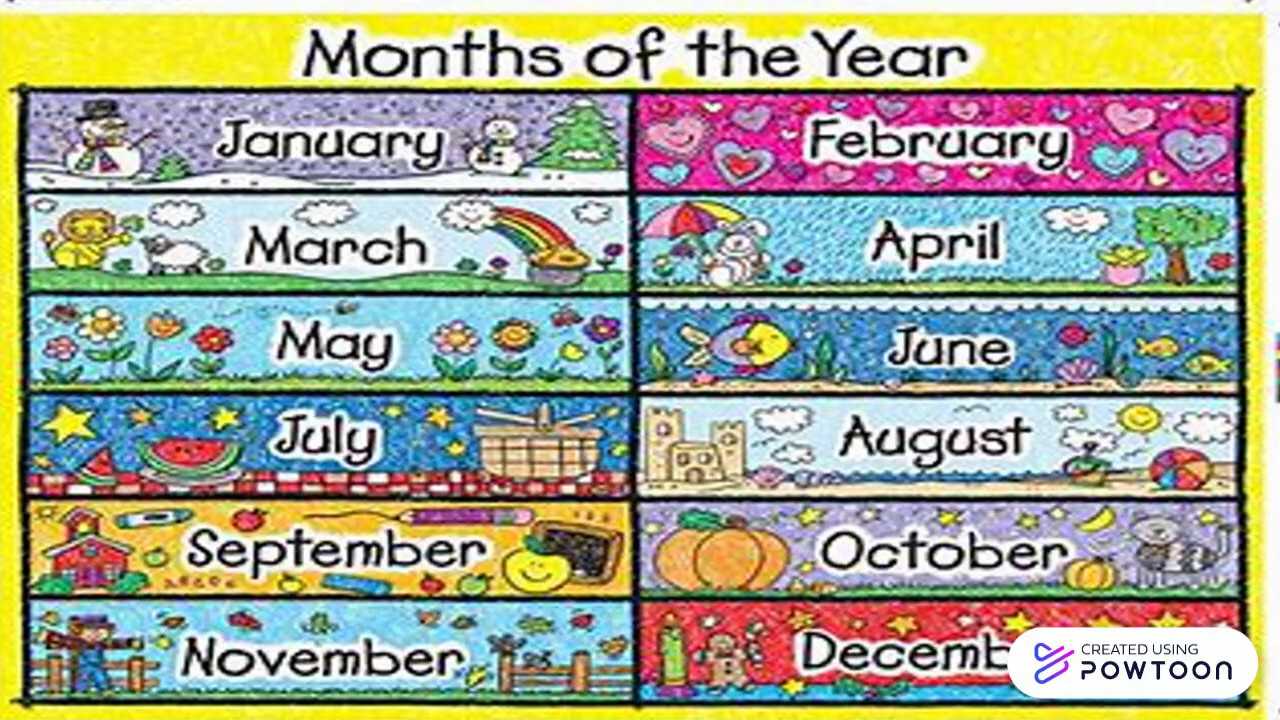 Months of the Year
January
February
March
April
May
June
July
August
September
October
November
Decemb
CREATED USING
POWTOON